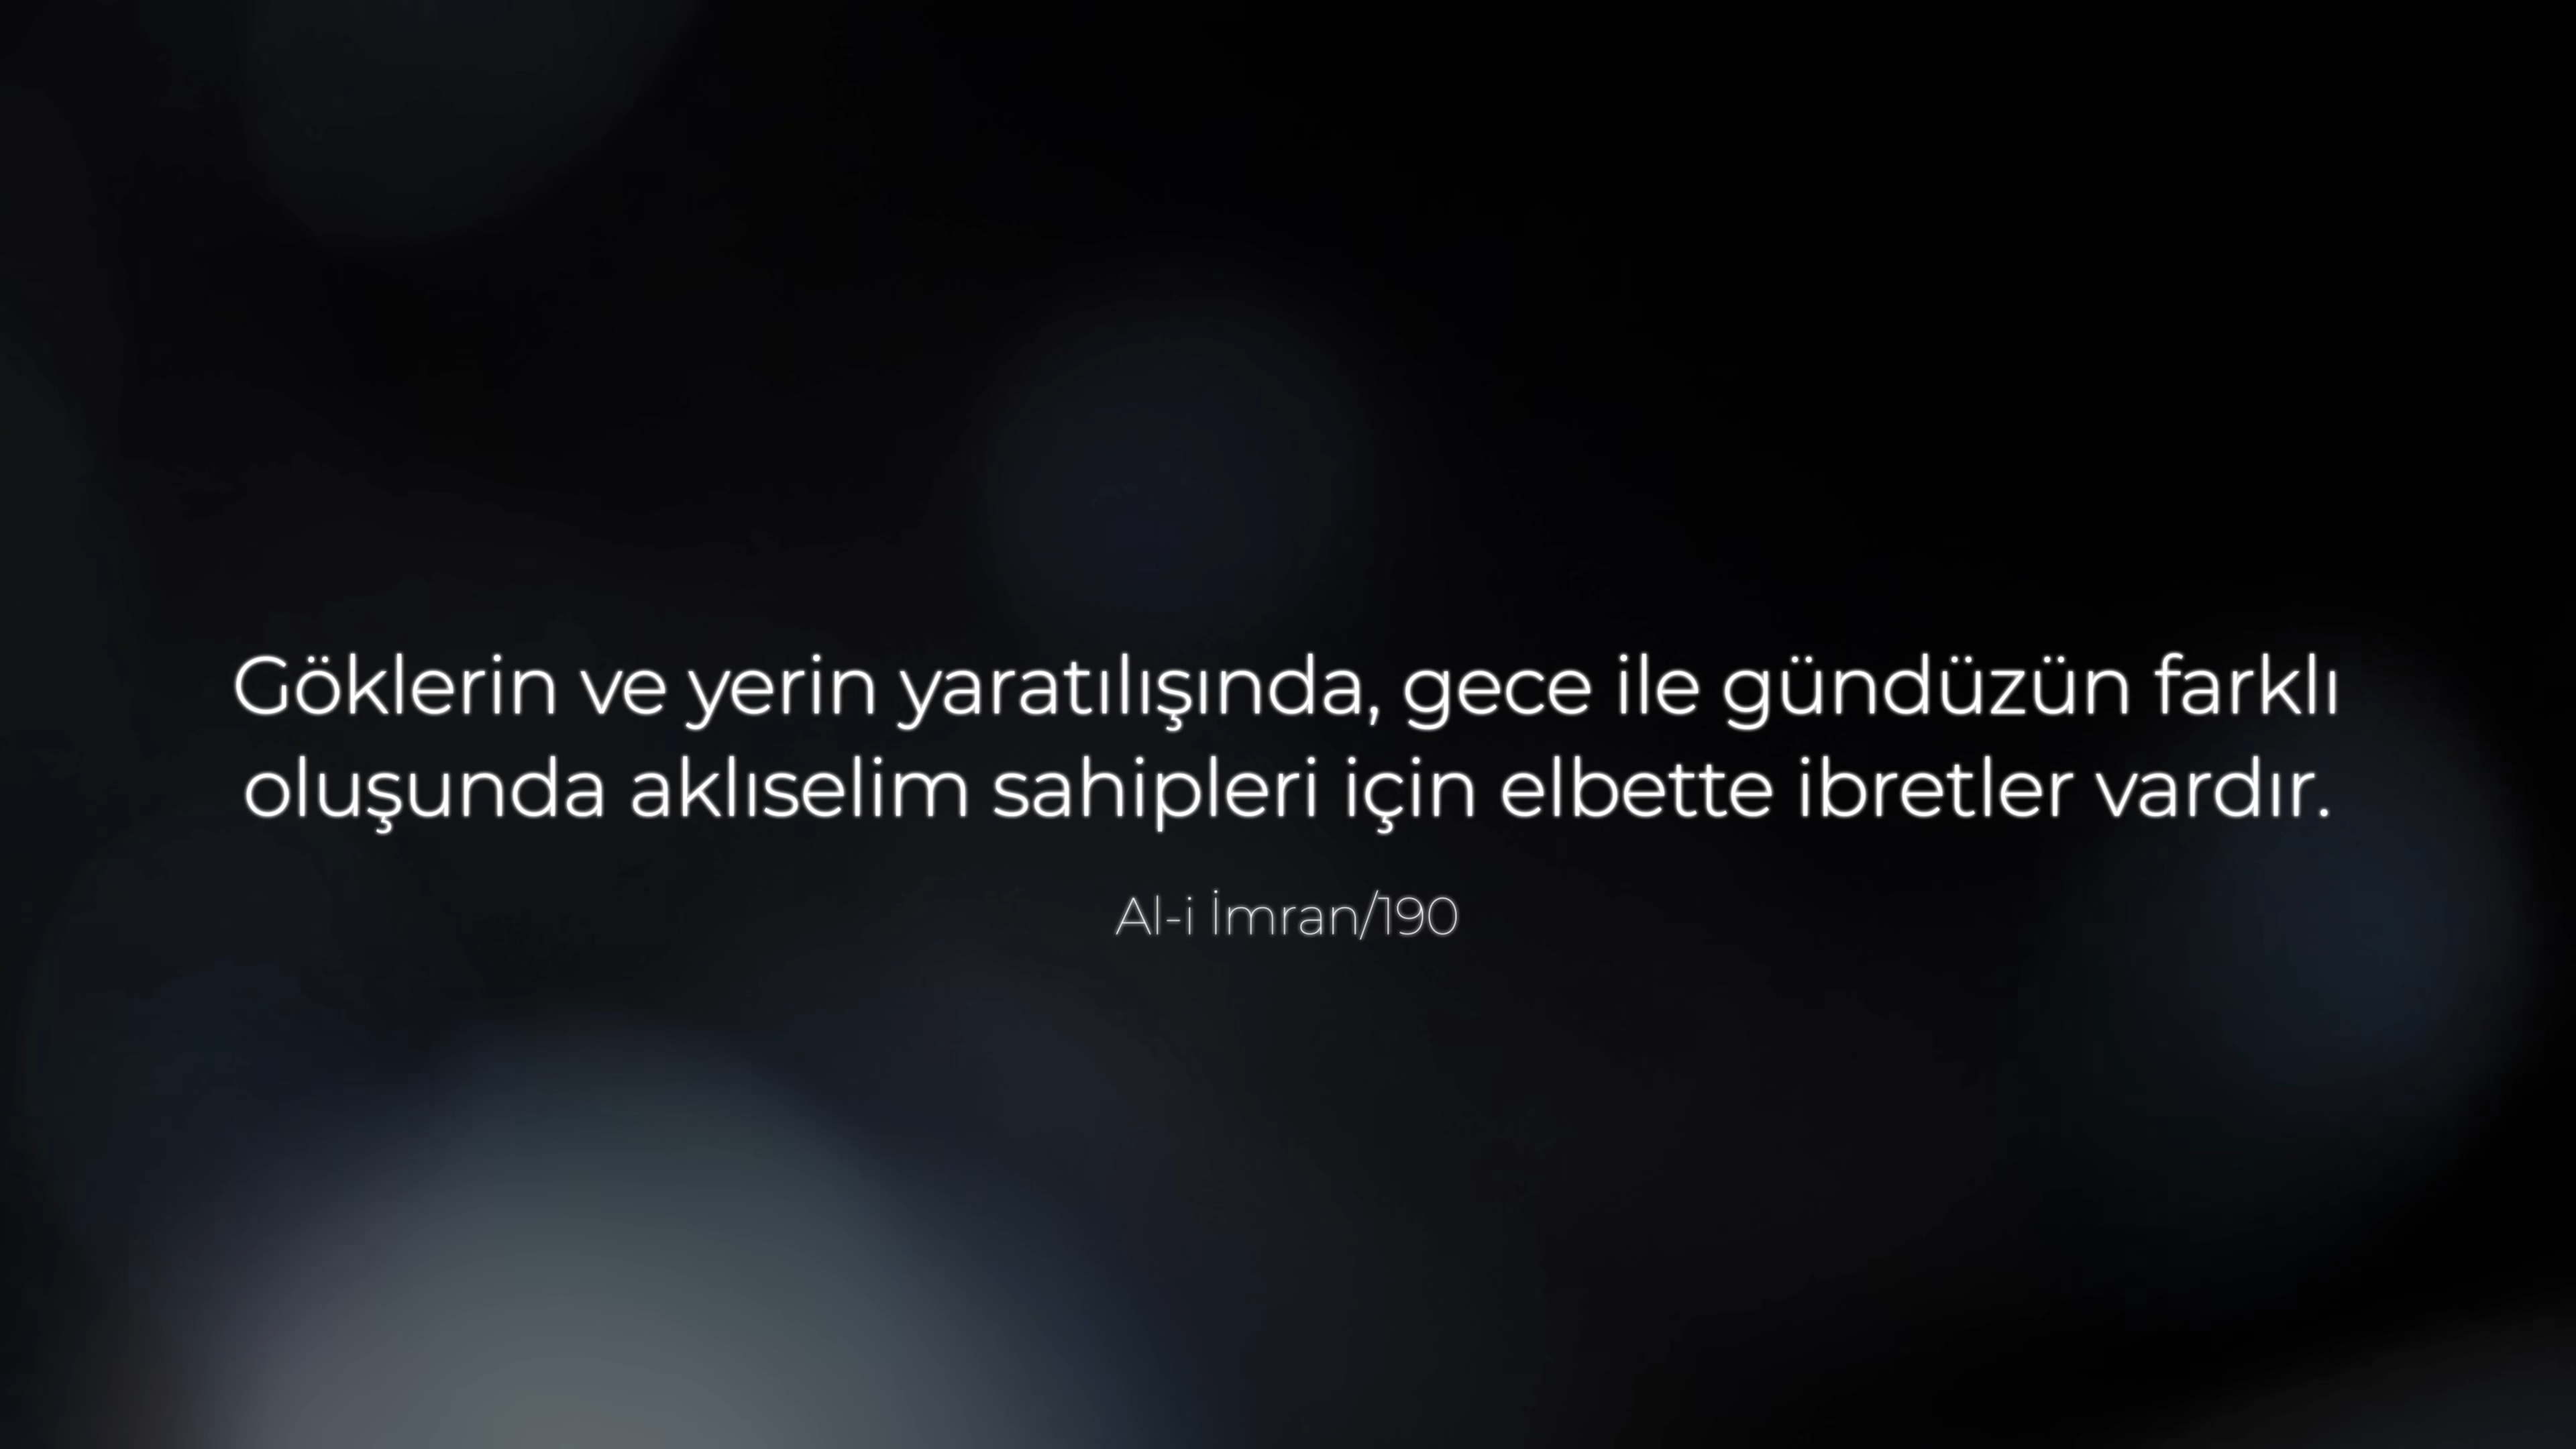 Göklerin ve yerin yaratılışında, gece ile gündüzün farklı
oluşunda aklıselim sahipleri için elbette ibretler vardır.
Al-i İmran/190